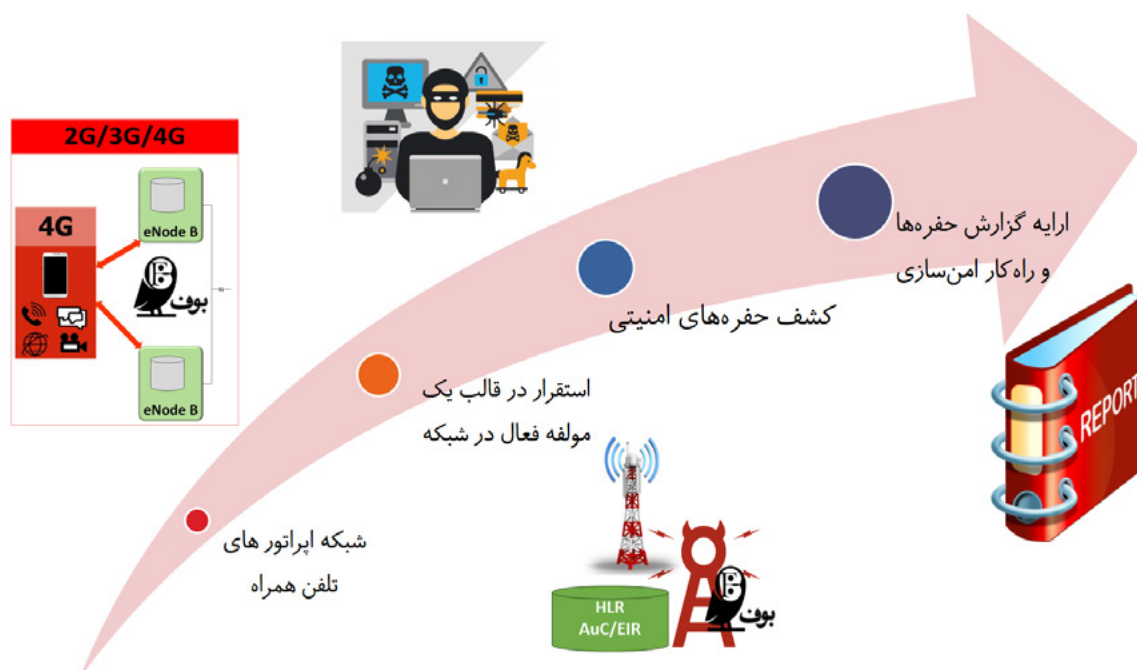 2G/3G/4G
4G
eNode B
بوف
eNode B
شبکه اپراتور های
تلفن همراه
استقرار در قالب یک
مولفه فعال در شبکه
HLR
AuC/EIR
بوف
کشف حفره‌های امنیتی
ارایه گزارش حفره‌ها
و راه‌کار امن‌سازی
REPORT